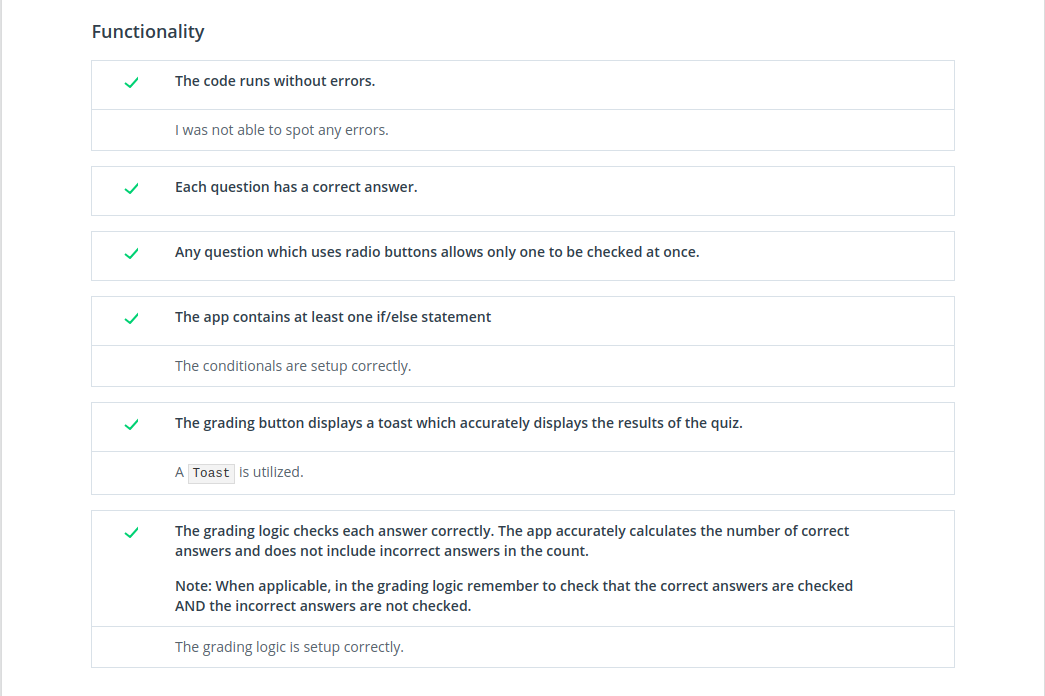 Functionality
The code runs without errors.
I was not able to spot any errors.
Each question has a correct answer.
Any question which uses radio buttons allows only one to be checked at once.
The app contains at least one if/else statement
The conditionals are setup correctly.
The grading button displays a toast which accurately displays the results of the quiz.
A Toast is utilized.
The grading logic checks each answer correctly. The app accurately calculates the number of correct
answers and does not include incorrect answers in the count.
Note: When applicable, in the grading logic remember to check that the correct answers are checked
AND the incorrect answers are not checked.
The grading logic is setup correctly.